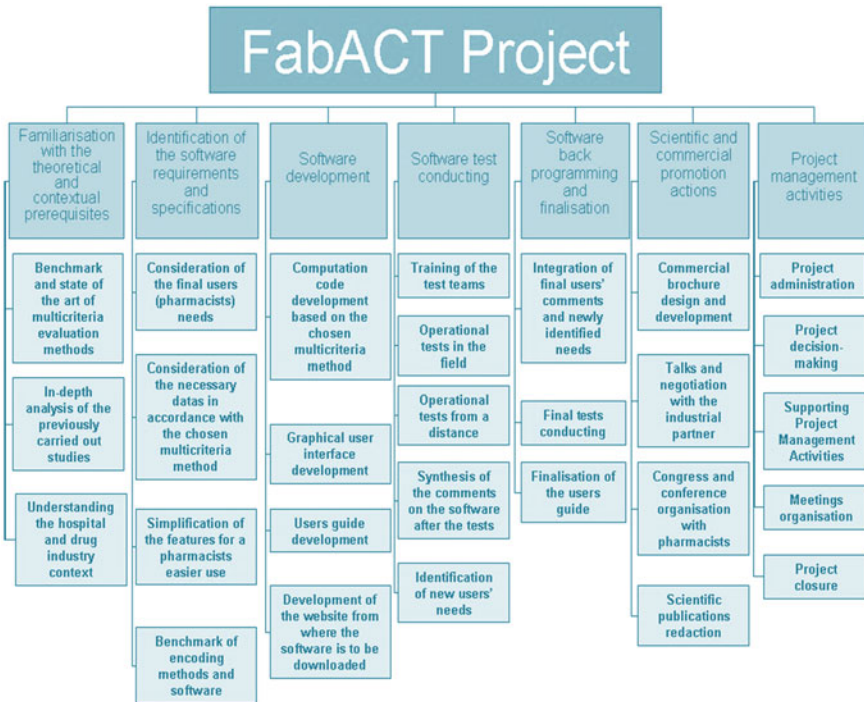 FabACT Project
Familiarisation
with the
theoretical
and
contextual
prerequisites
Benchmark
and state of
the art of
multicriteria
evaluation
methods
In-depth
analysis of the
previously
carried out
studies
Understanding
the hospital
and drug
industry
context
Identification of
the software
requirements
and
specifications
Consideration of
the final users
(pharmacists)
needs
Consideration of
the necessary
datas in
accordance with
the chosen
multicriteria
method
Simplification of
the features for a
pharmacists
easier use
Benchmark of
encoding
methods and
software
Software
development
Computation
code
development
based on the
chosen
multicriteria
method
Graphical user
interface
development
Users guide
development
Development of
the website from
where the
software is to be
downloaded
Software test
conducting
Training of the
test teams
Operational
tests in the
field
Operational
tests from a
distance
Synthesis of
the comments
on the software
after the tests
Identification
of new users'
needs
Software
back
programming
and
finalisation
Integration of
final users'
comments
and newly
identified
needs
Final tests
conducting
Finalisation of
the users
guide
Scientific and
commercial
promotion
actions
Commercial
brochure
design and
development
Talks and
negotiation
with the
industrial
partner
Congress and
conference
organisation
with
pharmacists
Scientific
publications
redaction
Project
management
activities
Project
administration
Project
decision-
making
Supporting
Project
Management
Activities
Meetings
organisation
Project
closure